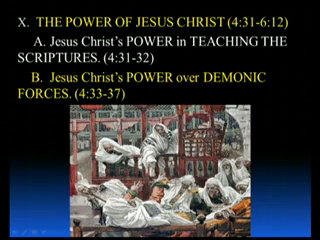 X. THE POWER OF JESUS CHRIST (4:31-6:12)
A. Jesus Christ's POWER in TEACHING THE
SCRIPTURES. (4:31-32)
B. Jesus Christ's POWER over DEMONIC
FORCES. (4:33-37)